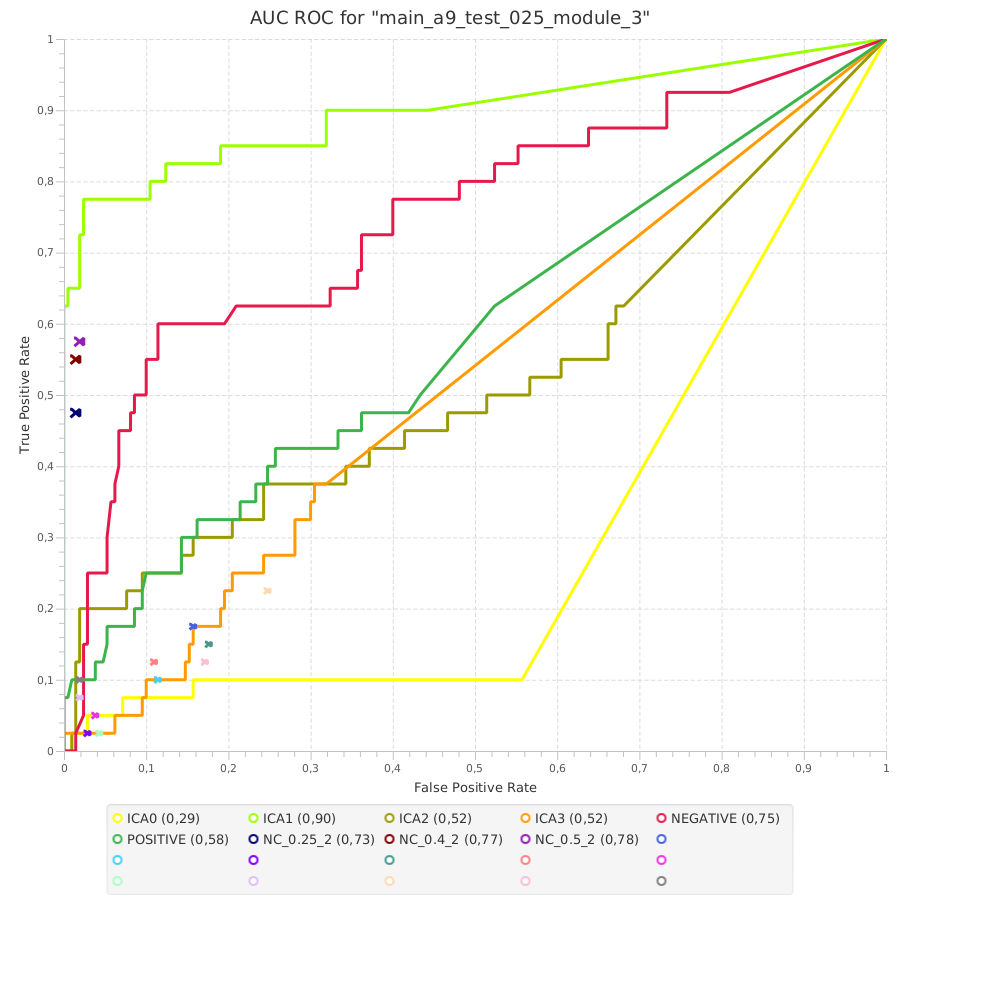 AUC ROC for "main_a9_test_025_module_3"
True Positive Rate
1
0,9
0,8
0,7
0,6
0,5
0,4
0,3
0,2
0,1
0
0 0,1 0,2 0,3 0,4 0,5 0,6 0,7 0,8 0,9 1
False Positive Rate
ICA0 (0,29) ICA1 (0,90) ICA2 (0,52) ICA3 (0,52) NEGATIVE (0,75)
POSITIVE (0,58) NC_0.25_2 (0,73) NC_0.4_2 (0,77) NC_0.5_2 (0,78)